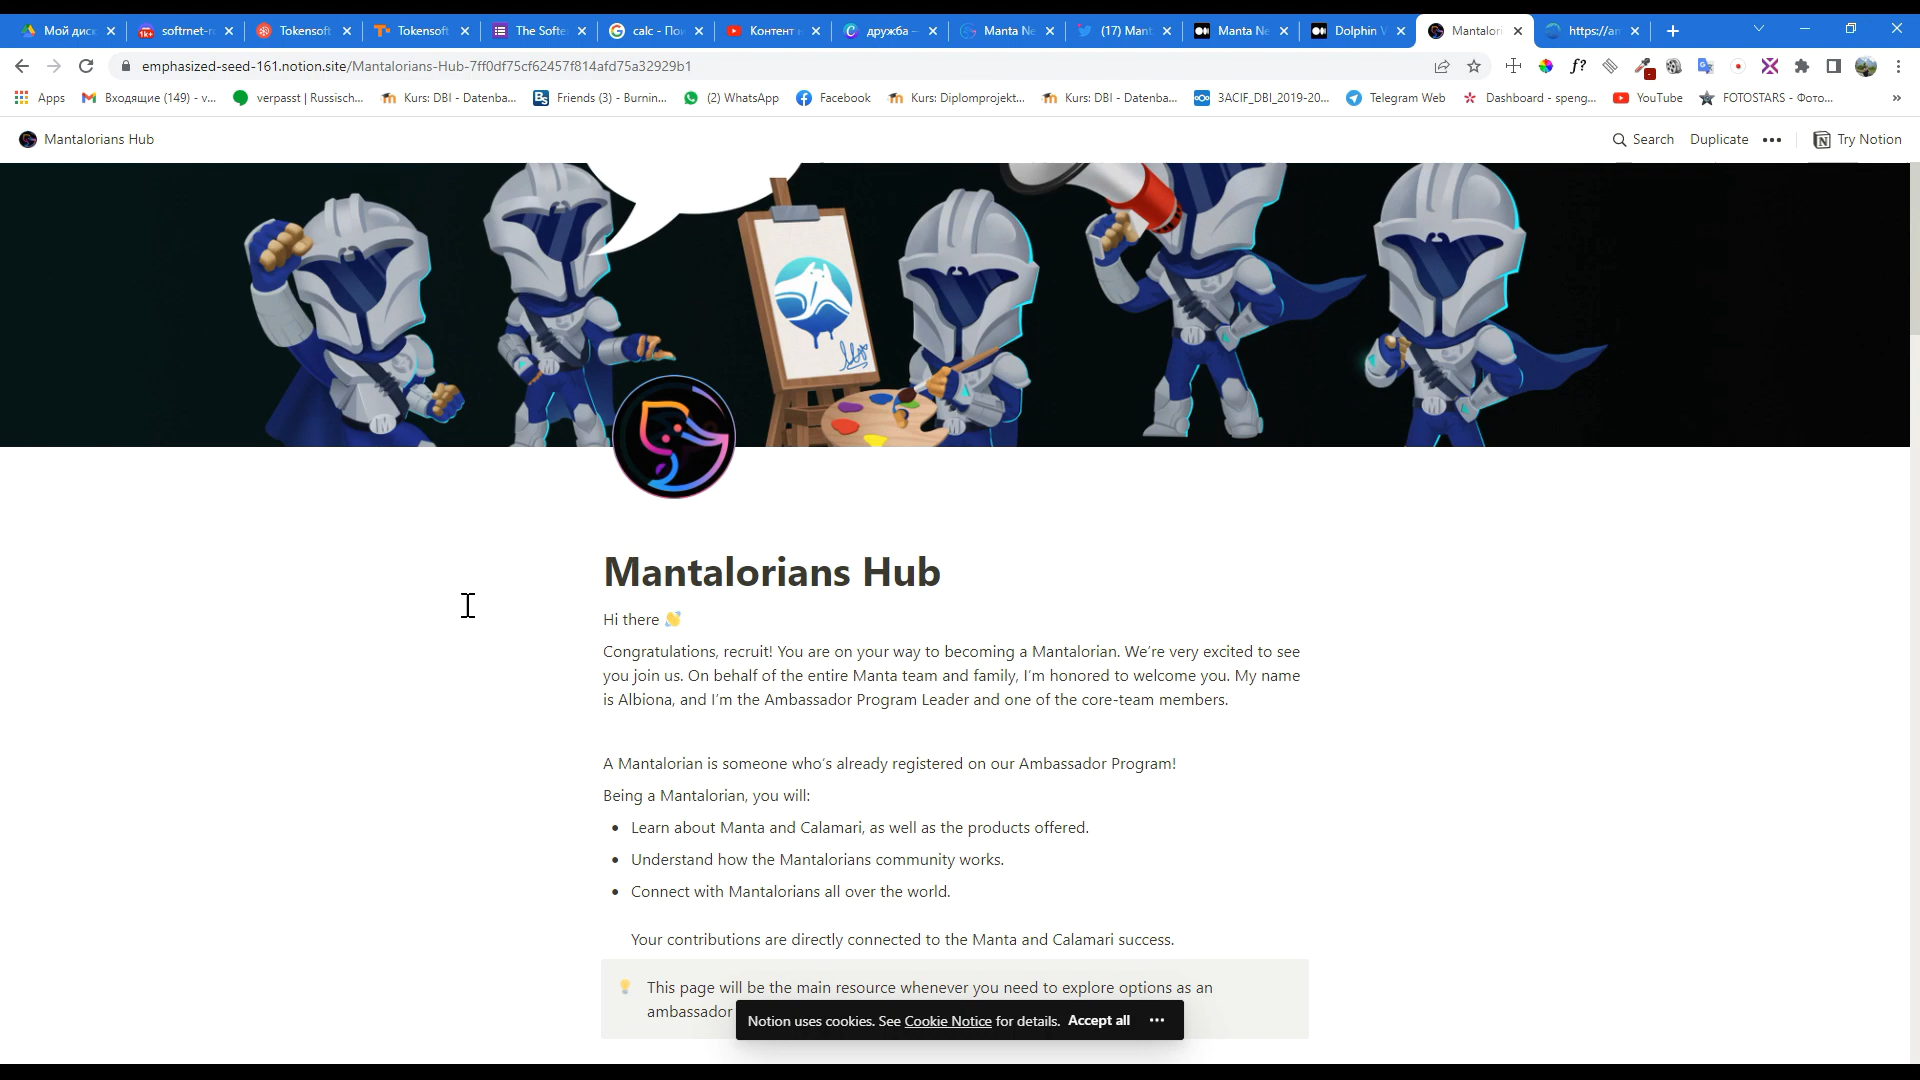 Мой дис
softmet-r
Tokensoft
Tokensoft
The Softe
calc - Пои
Контент н
дружба –
Manta Ne
(17) Mant
Manta Ne
Dolphin V
Mantalori
https://an
emphasized-seed-161.notion.site/Mantalorians-Hub-7ff0df75cf62457f814afd75a32929b1
Apps
Входящие (149) - v...
verpasst | Russisch...
Kurs: DBI - Datenba...
Friends (3) - Burnin...
(2) WhatsApp
Facebook
Kurs: Diplomprojekt...
Kurs: DBI - Datenba...
3ACIF_DBI_2019-20...
Telegram Web
Dashboard - speng...
YouTube
FOTOSTARS - Фото...
Mantalorians Hub
Search
Duplicate
Try Notion
Mantalorians Hub
Hi there 👋
Congratulations, recruit! You are on your way to becoming a Mantalorian. We're very excited to see
you join us. On behalf of the entire Manta team and family, I'm honored to welcome you. My name
is Albiona, and I'm the Ambassador Program Leader and one of the core-team members.
A Mantalorian is someone who's already registered on our Ambassador Program!
Being a Mantalorian, you will:
• Learn about Manta and Calamari, as well as the products offered.
• Understand how the Mantalorians community works.
• Connect with Mantalorians all over the world.
Your contributions are directly connected to the Manta and Calamari success.
This page will be the main resource whenever you need to explore options as an
ambassador
Notion uses cookies. See Cookie Notice for details. Accept all